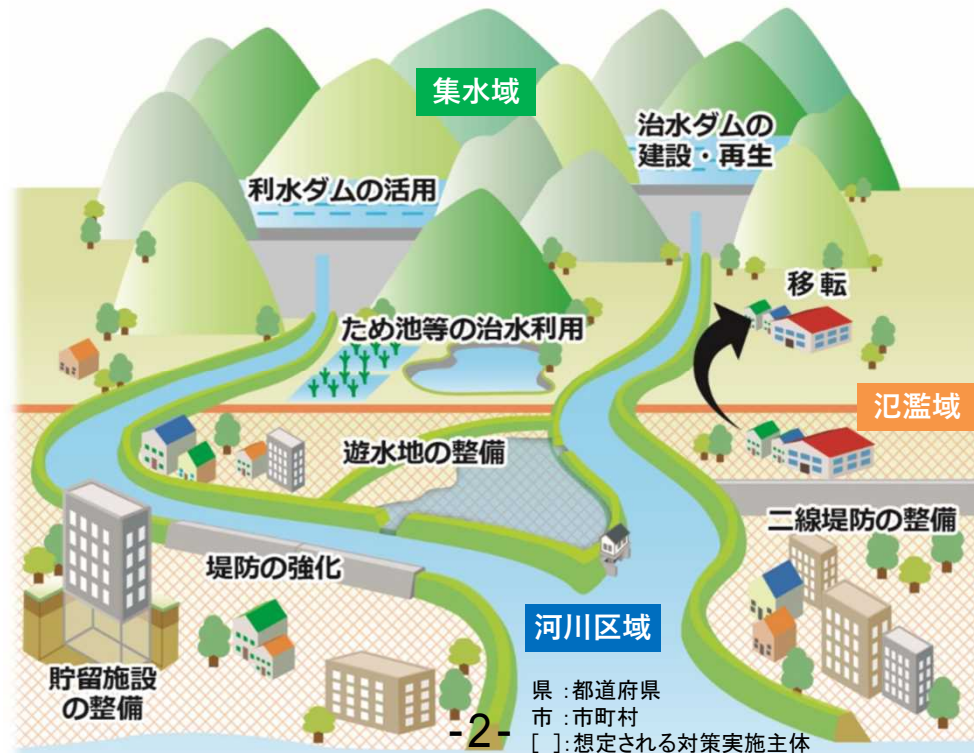 集水域
治水ダムの
建設・再生
利水ダムの活用
移転
ため池等の治水利用
氾濫域
遊水地の整備
二線堤防の整備
堤防の強化
河川区域
貯留施設
の整備
県 ：都道府県
市 ：市町村
[ ]：想定される対策実施主体
-2-